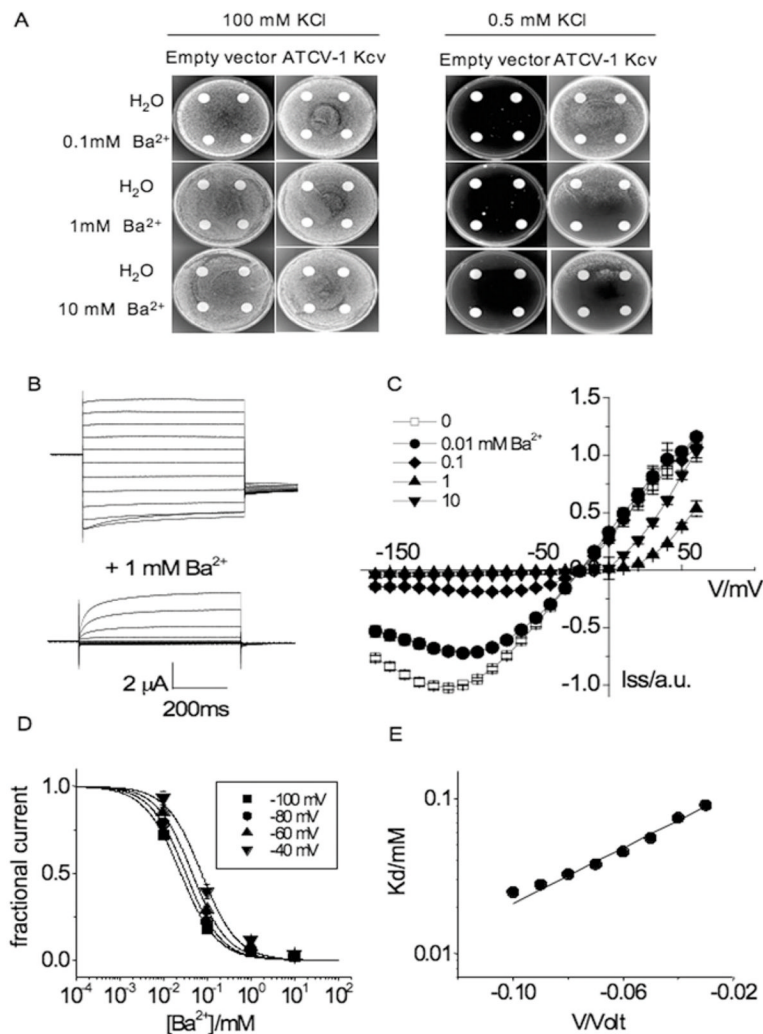 A
100 mM KCl
0.5 mM KCl
Empty vector ATCV-1 Kcv
Empty vector ATCV-1 Kcv
H₂O
0.1mM Ba²⁺
H₂O
1mM Ba²⁺
H₂O
10 mM Ba²⁺
B
+ 1 mM Ba²⁺
2 µA
200ms
C
0
0.01 mM Ba²⁺
0.1
1
10
1.5
1.0
0.5
-150
-50
0.0
50
V/mV
-0.5
-1.0
Iss/a.u.
D
1.0
0.5
0.0
fractional current
-100 mV
-80 mV
-60 mV
-40 mV
10⁻⁴ 10⁻³ 10⁻² 10⁻¹ 10⁰ 10¹ 10²
[Ba²⁺]/mM
E
0.1
0.01
Kd/mM
-0.10
-0.06
-0.02
V/Volt